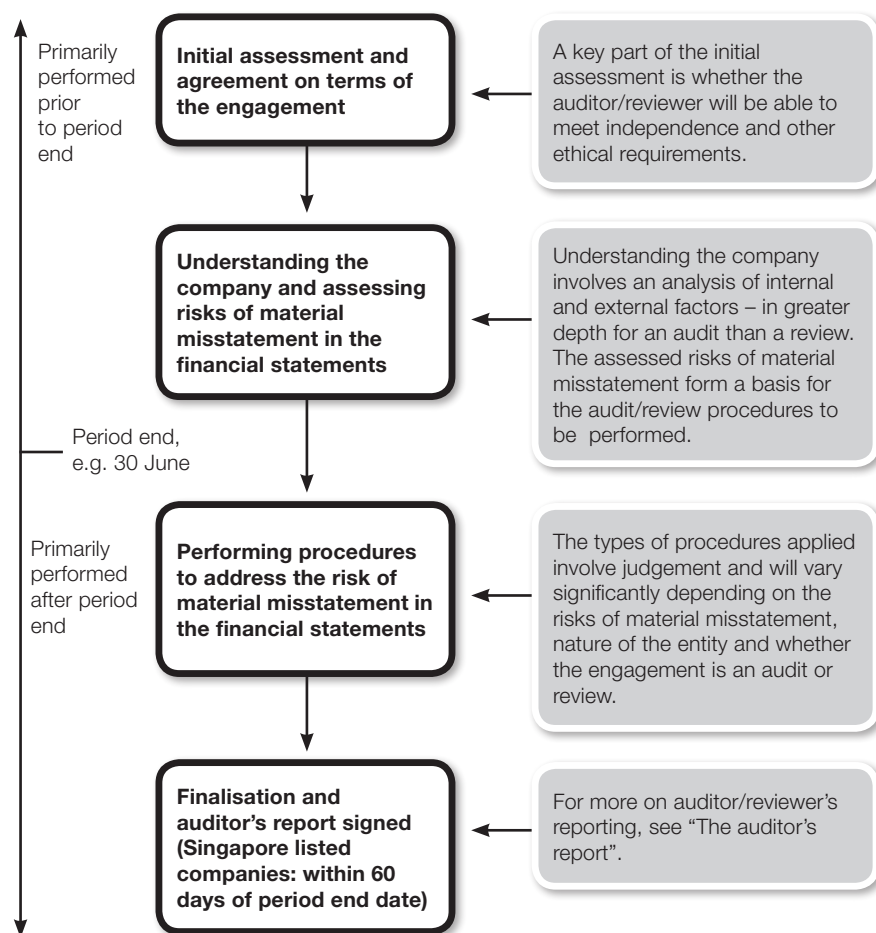 Primarily
performed
prior
to period
end
Initial assessment and
agreement on terms of
the engagement
A key part of the initial
assessment is whether the
auditor/reviewer will be able to
meet independence and other
ethical requirements.
Understanding the
company and assessing
risks of material
misstatement in the
financial statements
Understanding the company
involves an analysis of internal
and external factors – in greater
depth for an audit than a review.
The assessed risks of material
misstatement form a basis for
the audit/review procedures to
be performed.
Period end,
e.g. 30 June
Primarily
performed
after period
end
Performing procedures
to address the risk of
material misstatement in
the financial statements
The types of procedures applied
involve judgement and will vary
significantly depending on the
risks of material misstatement,
nature of the entity and whether
the engagement is an audit or
review.
Finalisation and
auditor’s report signed
(Singapore listed
companies: within 60
days of period end date)
For more on auditor/reviewer’s
reporting, see “The auditor’s
report”.